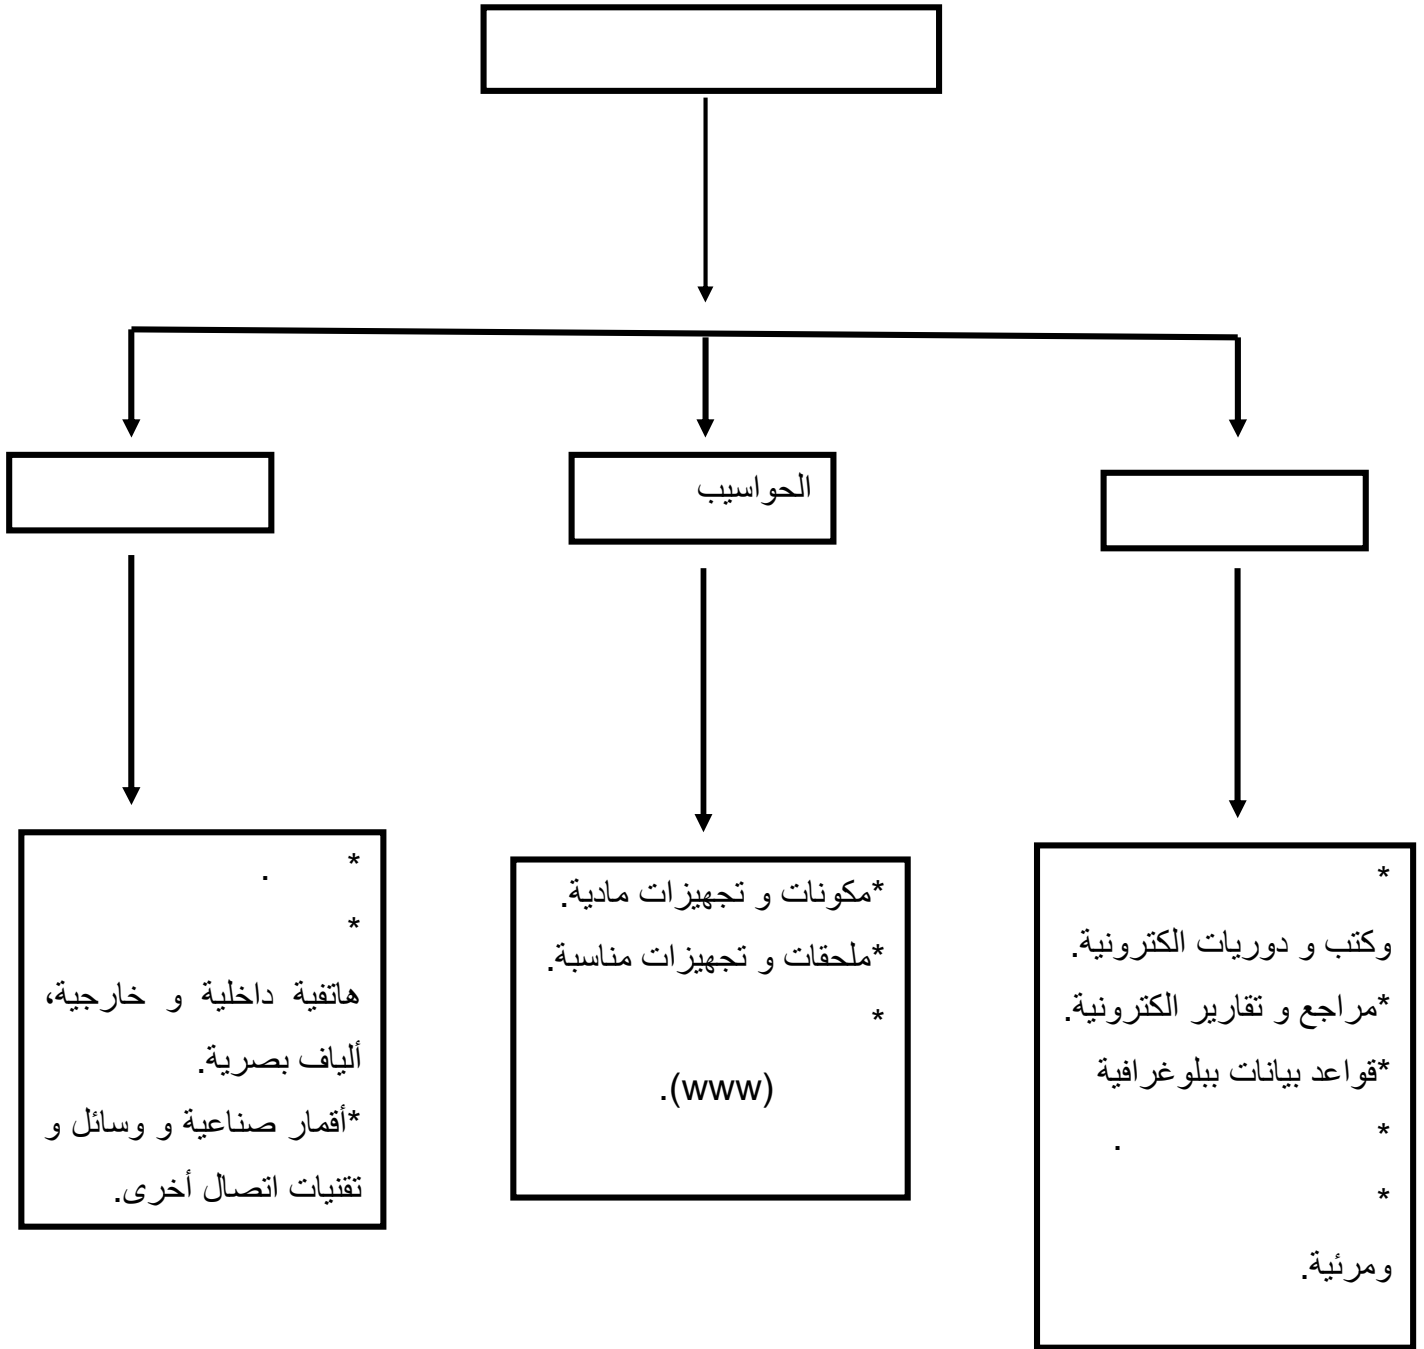 الحواسيب
*
وكتب و دوريات الكترونية.
*مراجع و تقارير الكترونية.
*قواعد بيانات ببلوغرافية
* .
*
ومرئية.
*مكونات و تجهيزات مادية.
*ملحقات و تجهيزات مناسبة.
*
(www).
* .
*
هاتفية داخلية و خارجية،
ألياف بصرية.
*أقمار صناعية و وسائل و
تقنيات اتصال أخرى.